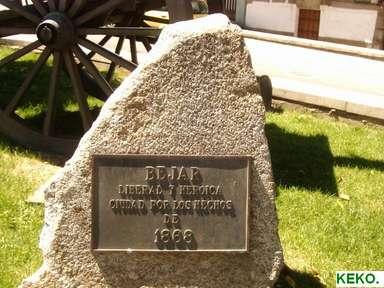 BEJAR
LIBERAL Y HEROICA
CIUDAD POR LOS HECHOS
DE
1868
KEKO.